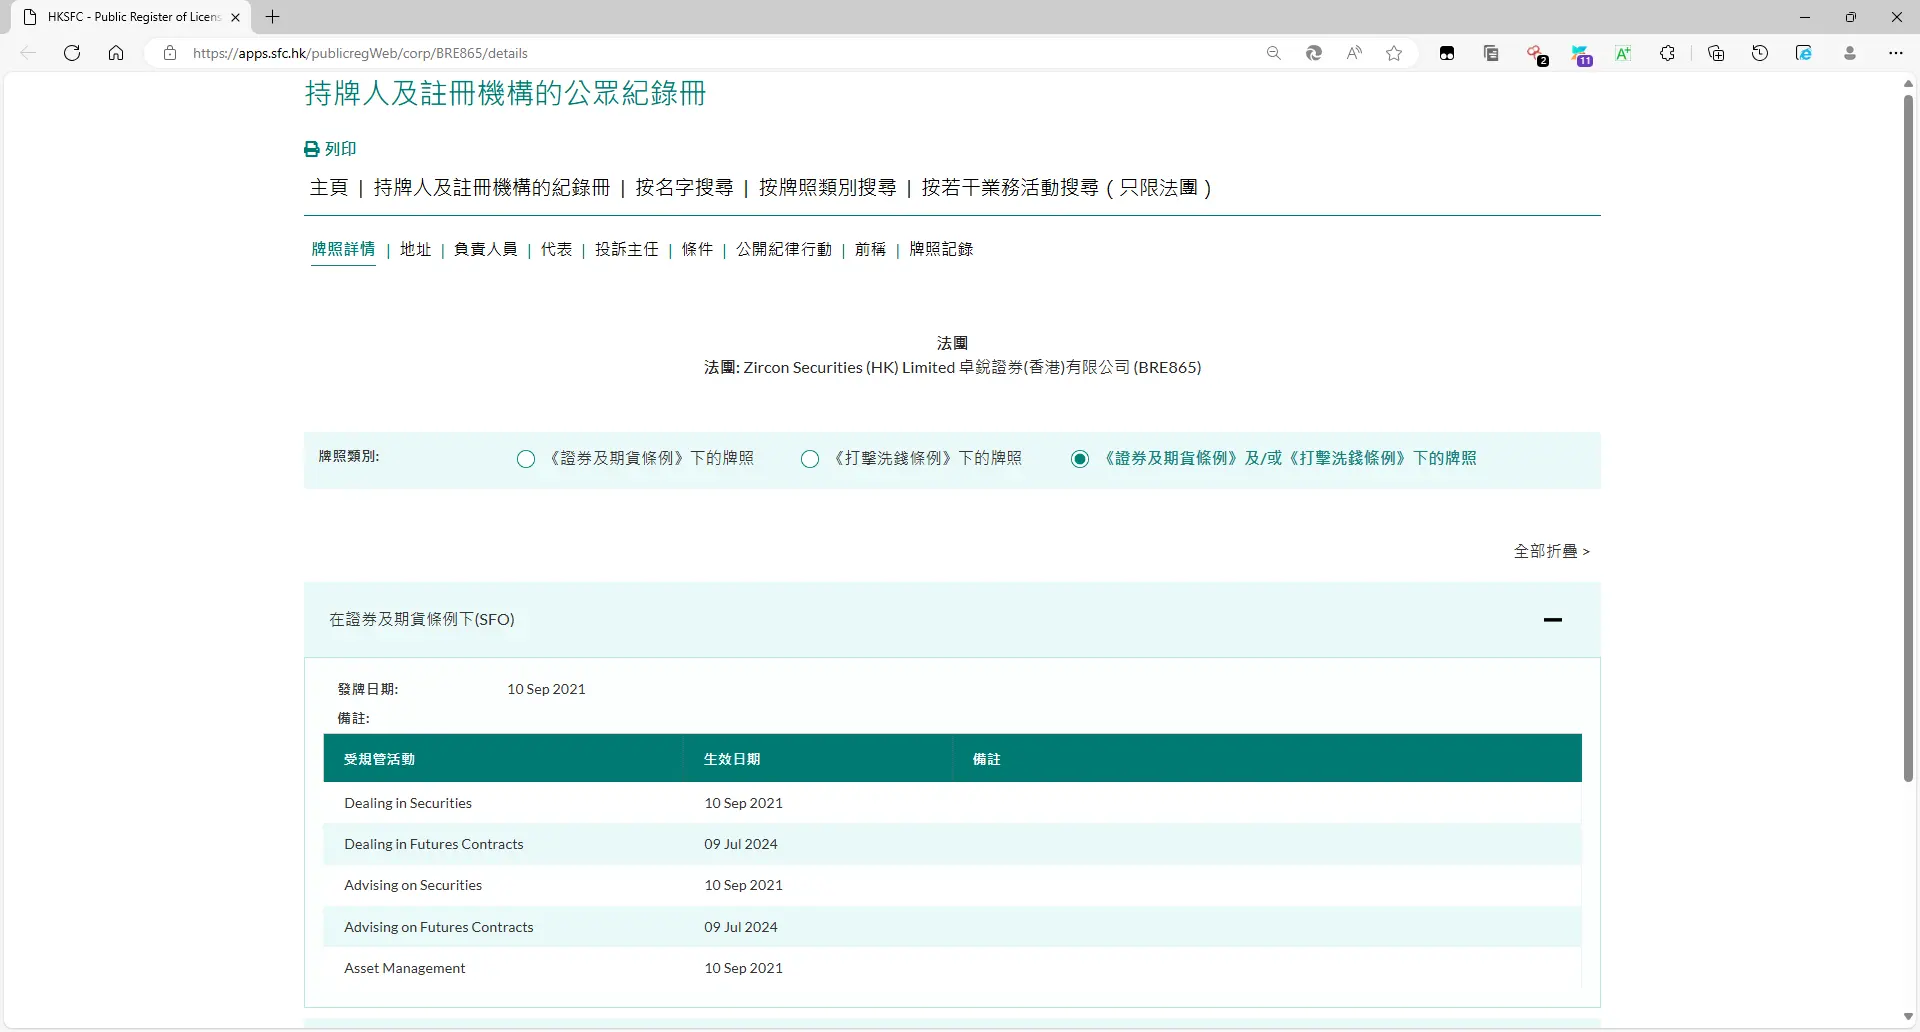 HKSFC - Public Register of Licens
https://apps.sfc.hk/publicregWeb/corp/BRE865/details
2
11
持牌人及註冊機構的公眾紀錄冊
列印
主頁 | 持牌人及註冊機構的紀錄冊 | 按名字搜尋 | 按牌照類別搜尋 | 按若干業務活動搜尋 ( 只限法團 )
牌照詳情 | 地址 | 負責人員 | 代表 | 投訴主任 | 條件 | 公開紀律行動 | 前稱 | 牌照記錄
法團
法團: Zircon Securities (HK) Limited 卓銳證券(香港)有限公司 (BRE865)
牌照類別: 《證券及期貨條例》下的牌照 《打擊洗錢條例》下的牌照 《證券及期貨條例》及/或《打擊洗錢條例》下的牌照
全部折疊 >
在證券及期貨條例下(SFO)
發牌日期: 10 Sep 2021
備註:
受規管活動 生效日期 備註
Dealing in Securities 10 Sep 2021
Dealing in Futures Contracts 09 Jul 2024
Advising on Securities 10 Sep 2021
Advising on Futures Contracts 09 Jul 2024
Asset Management 10 Sep 2021